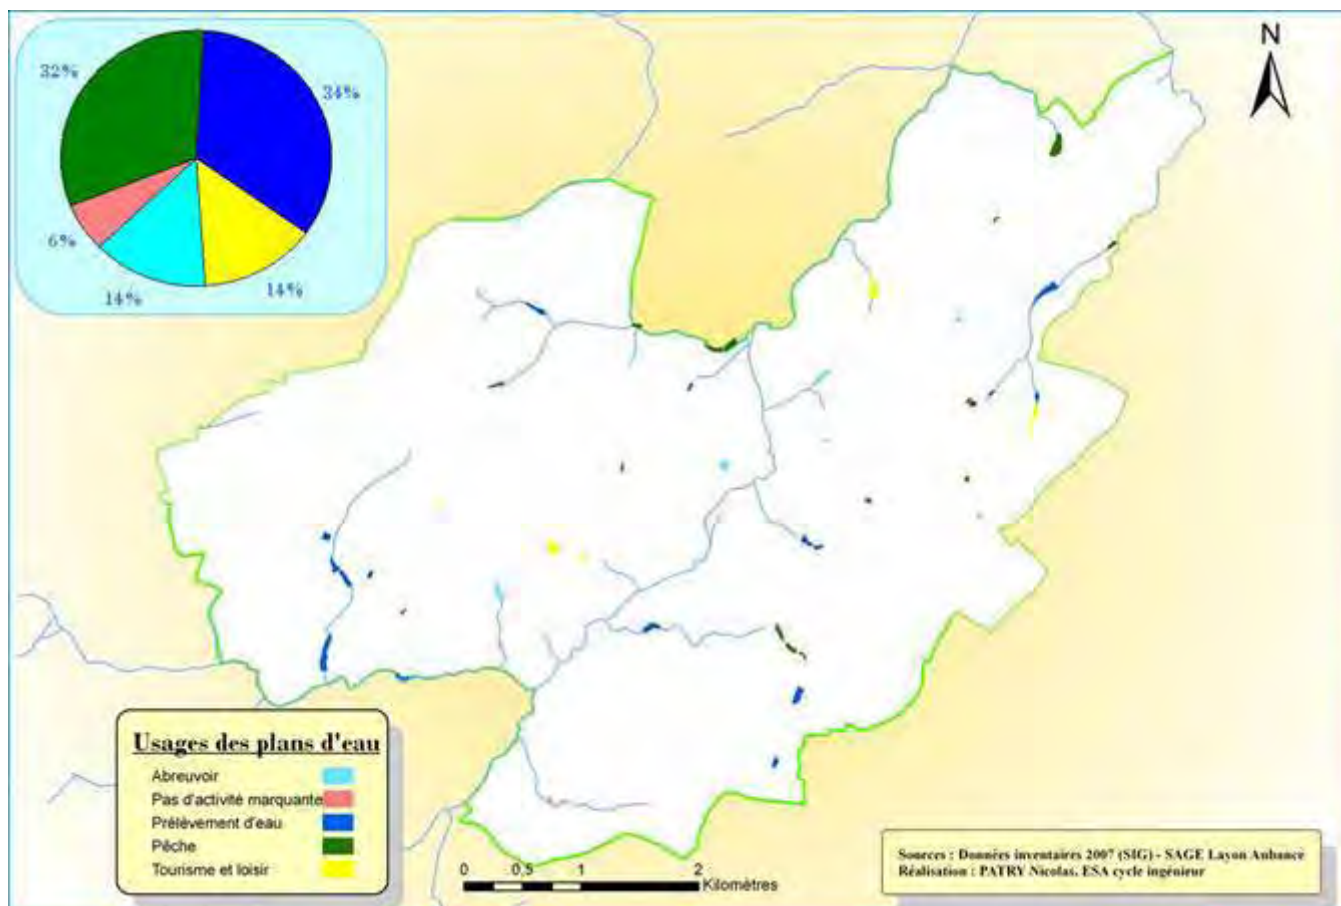 32%
34%
6%
14%
14%
N
Usages des plans d'eau
Abreuvoir
Pas d'activité marquante
Prélèvement d'eau
Pêche
Tourisme et loisir
0 0,5 1 2
Kilomètres
Sources : Données inventaires 2007 (SIG) - SAGE Layon Aubance
Réalisation : PATRY Nicolas, ESA cycle ingénieur